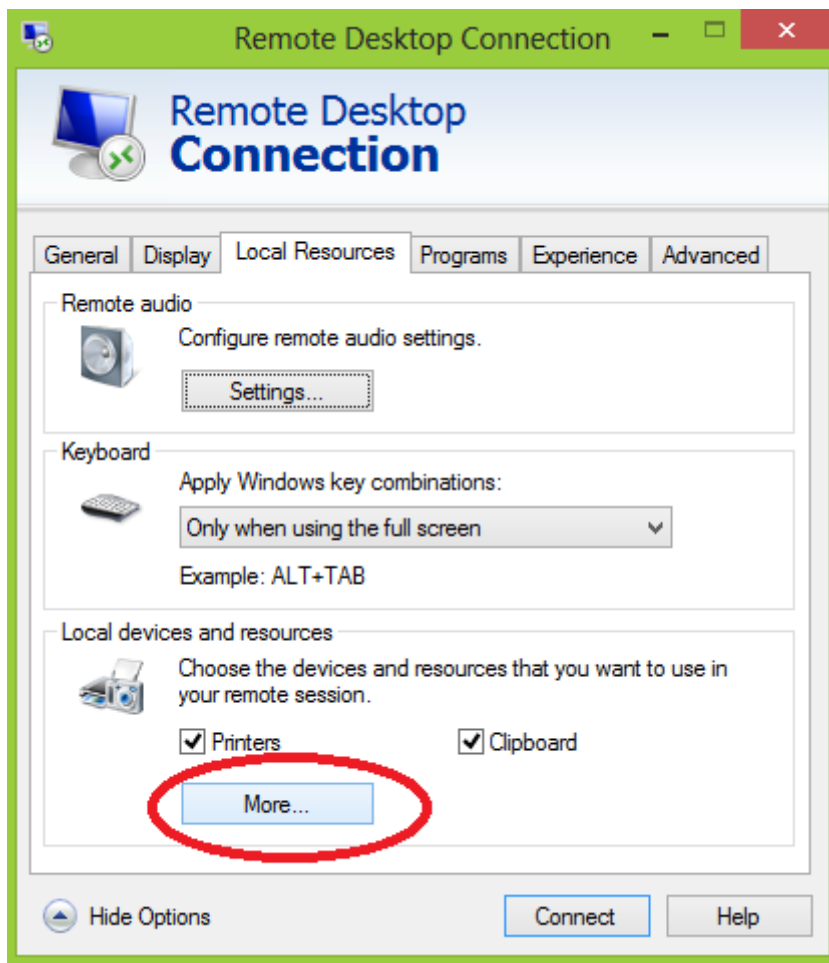 Remote Desktop Connection
Remote Desktop
Connection
General Display Local Resources Programs Experience Advanced
Remote audio
Configure remote audio settings.
Settings...
Keyboard
Apply Windows key combinations:
Only when using the full screen
Example: ALT+TAB
Local devices and resources
Choose the devices and resources that you want to use in
your remote session.
Printers Clipboard
More...
Hide Options Connect Help